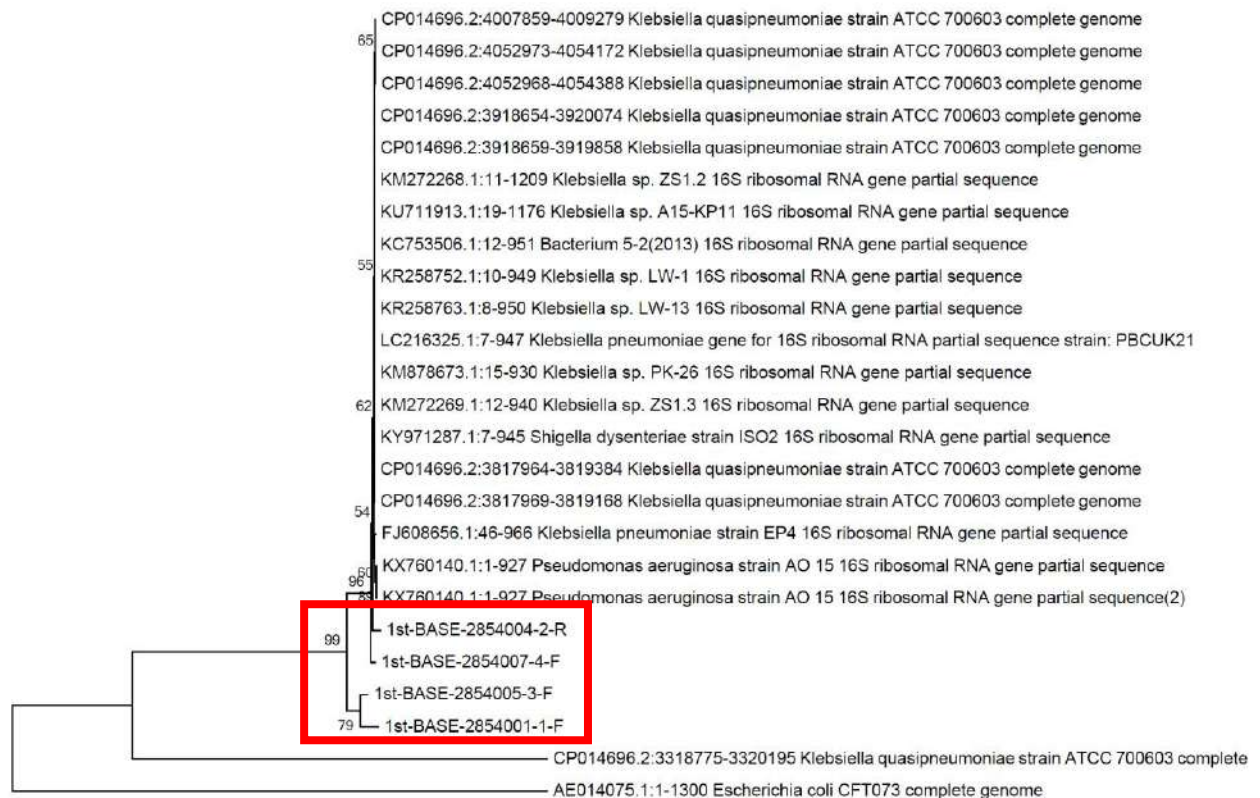 CP014696.2:4007859-4009279 Klebsiella quasipneumoniae strain ATCC 700603 complete genome
65
CP014696.2:4052973-4054172 Klebsiella quasipneumoniae strain ATCC 700603 complete genome
CP014696.2:4052968-4054388 Klebsiella quasipneumoniae strain ATCC 700603 complete genome
CP014696.2:3918654-3920074 Klebsiella quasipneumoniae strain ATCC 700603 complete genome
CP014696.2:3918659-3919858 Klebsiella quasipneumoniae strain ATCC 700603 complete genome
KM272268.1:11-1209 Klebsiella sp. ZS1.2 16S ribosomal RNA gene partial sequence
KU711913.1:19-1176 Klebsiella sp. A15-KP11 16S ribosomal RNA gene partial sequence
KC753506.1:12-951 Bacterium 5-2(2013) 16S ribosomal RNA gene partial sequence
55
KR258752.1:10-949 Klebsiella sp. LW-1 16S ribosomal RNA gene partial sequence
KR258763.1:8-950 Klebsiella sp. LW-13 16S ribosomal RNA gene partial sequence
LC216325.1:7-947 Klebsiella pneumoniae gene for 16S ribosomal RNA partial sequence strain: PBCUK21
KM878673.1:15-930 Klebsiella sp. PK-26 16S ribosomal RNA gene partial sequence
62
KM272269.1:12-940 Klebsiella sp. ZS1.3 16S ribosomal RNA gene partial sequence
KY971287.1:7-945 Shigella dysenteriae strain ISO2 16S ribosomal RNA gene partial sequence
CP014696.2:3817964-3819384 Klebsiella quasipneumoniae strain ATCC 700603 complete genome
CP014696.2:3817969-3819168 Klebsiella quasipneumoniae strain ATCC 700603 complete genome
54
FJ608656.1:46-966 Klebsiella pneumoniae strain EP4 16S ribosomal RNA gene partial sequence
KX760140.1:1-927 Pseudomonas aeruginosa strain AO 15 16S ribosomal RNA gene partial sequence
60
96
KX760140.1:1-927 Pseudomonas aeruginosa strain AO 15 16S ribosomal RNA gene partial sequence(2)
1st-BASE-2854004-2-R
99
1st-BASE-2854007-4-F
1st-BASE-2854005-3-F
79
1st-BASE-2854001-1-F
CP014696.2:3318775-3320195 Klebsiella quasipneumoniae strain ATCC 700603 complete
AE014075.1:1-1300 Escherichia coli CFT073 complete genome